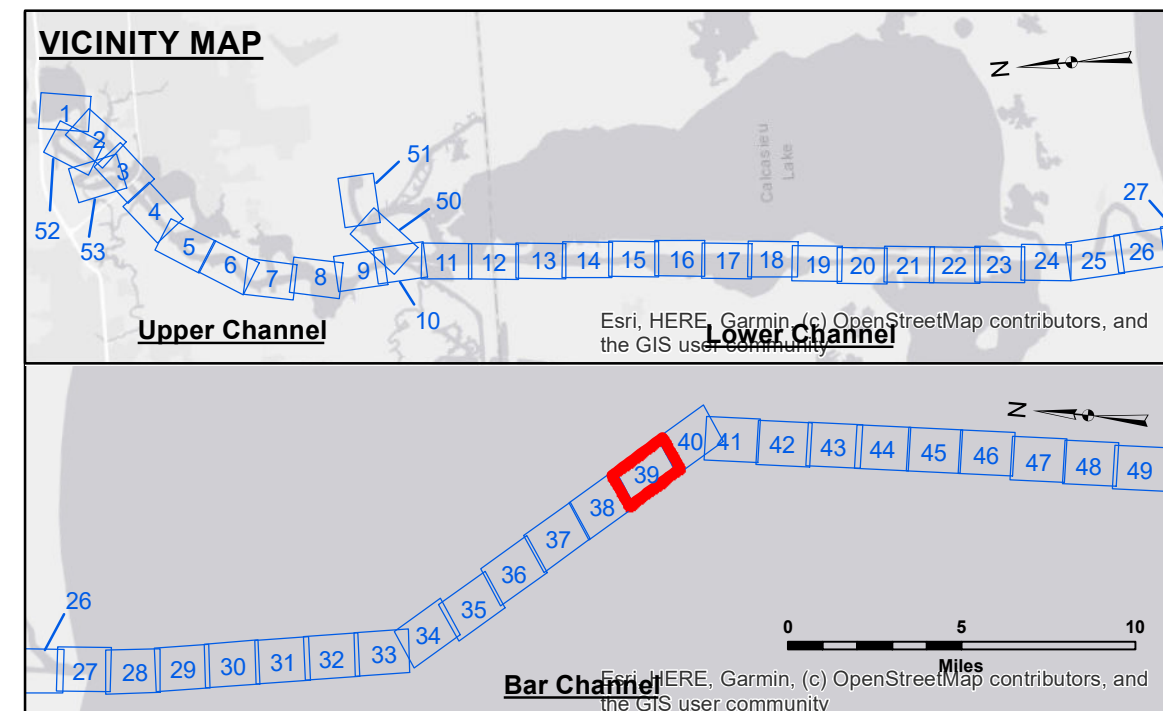 VICINITY MAP
N
1
2
3
4
5
6
7
8
9
10
11 12 13 14 15 16 17 18 19 20 21 22 23 24 25 26
27
50
51
52
53
Calcasieu
Lake
Upper Channel
Lower Channel
Esri, HERE, Garmin, (c) OpenStreetMap contributors, and
the GIS user community
N
26
27 28 29 30 31 32 33 34 35 36 37 38 39 40 41 42 43 44 45 46 47 48 49
0 5 10
Miles
Bar Channel
Esri, HERE, Garmin, (c) OpenStreetMap contributors, and
the GIS user community